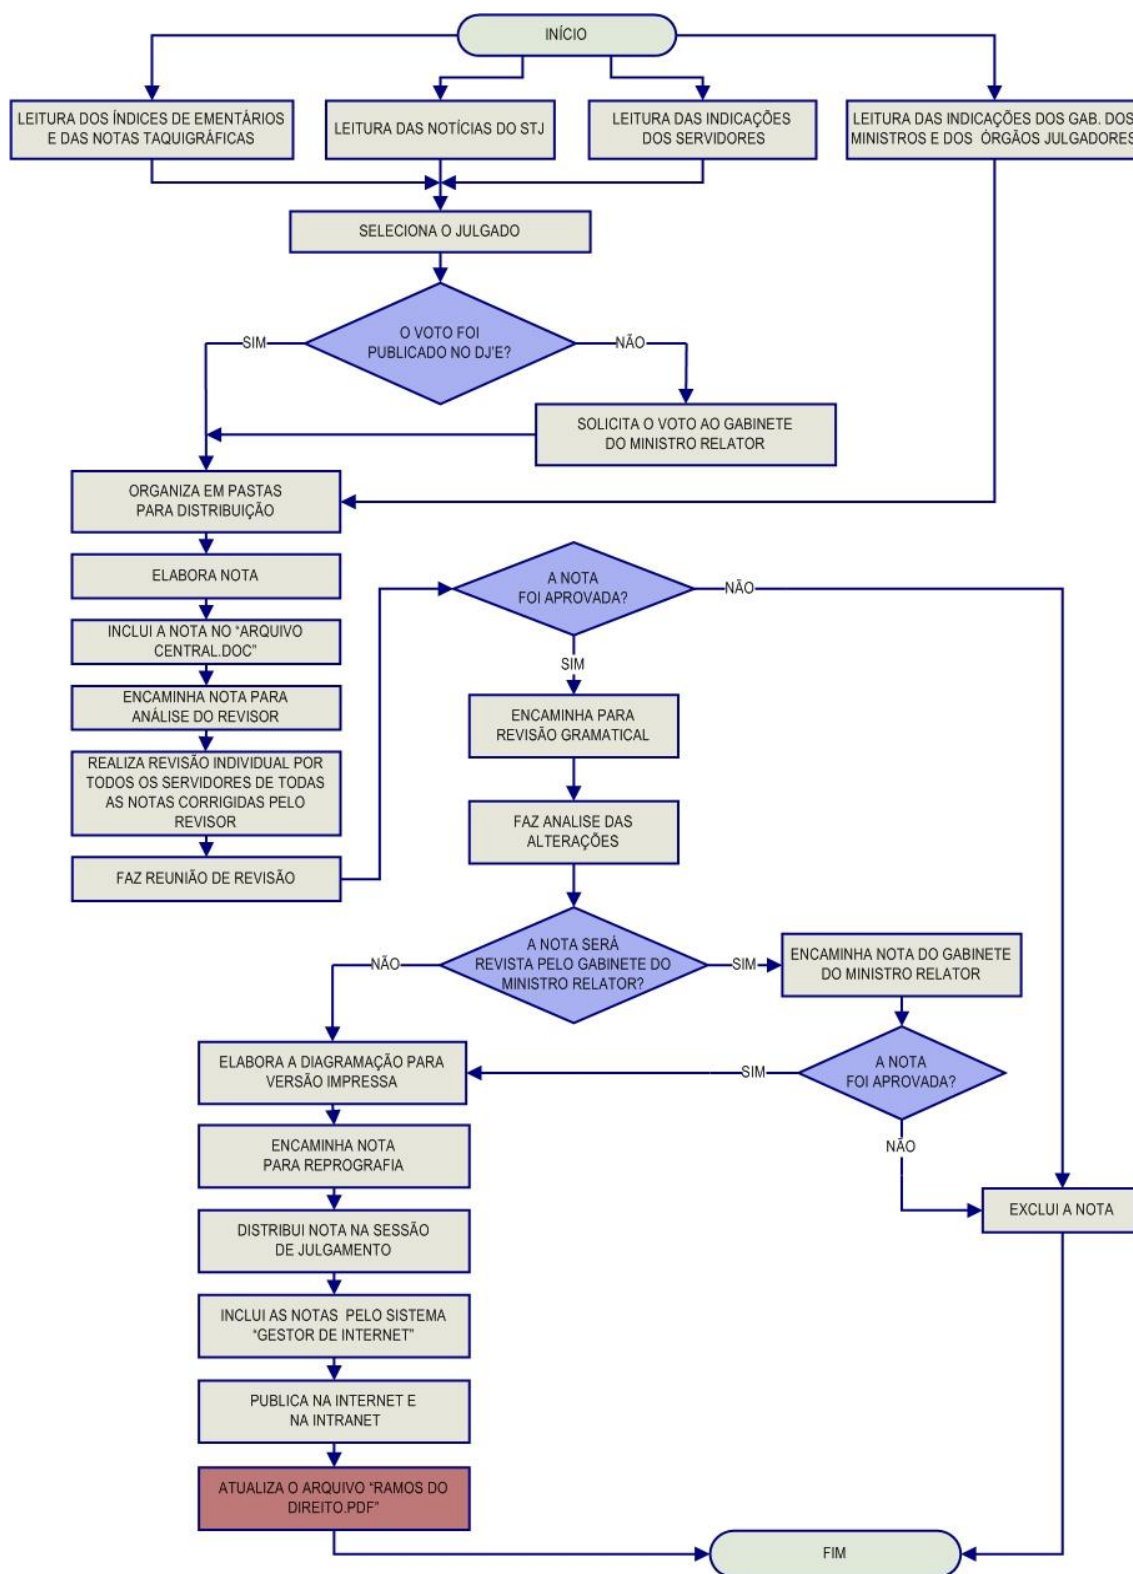 INÍCIO
LEITURA DOS ÍNDICES DE EMENTÁRIOS
E DAS NOTAS TAQUIGRÁFICAS
LEITURA DAS NOTÍCIAS DO STJ
LEITURA DAS INDICAÇÕES
DOS SERVIDORES
LEITURA DAS INDICAÇÕES DOS GAB. DOS
MINISTROS E DOS ÓRGÃOS JULGADORES
SELECIONA O JULGADO
O VOTO FOI
PUBLICADO NO DJ'E?
SIM
NÃO
SOLICITA O VOTO AO GABINETE
DO MINISTRO RELATOR
ORGANIZA EM PASTAS
PARA DISTRIBUIÇÃO
ELABORA NOTA
INCLUI A NOTA NO “ARQUIVO
CENTRAL.DOC”
ENCAMINHA NOTA PARA
ANÁLISE DO REVISOR
REALIZA REVISÃO INDIVIDUAL POR
TODOS OS SERVIDORES DE TODAS
AS NOTAS CORRIGIDAS PELO
REVISOR
FAZ REUNIÃO DE REVISÃO
A NOTA
FOI APROVADA?
NÃO
SIM
ENCAMINHA PARA
REVISÃO GRAMATICAL
FAZ ANALISE DAS
ALTERAÇÕES
A NOTA SERÁ
REVISTA PELO GABINETE DO
MINISTRO RELATOR?
NÃO
SIM
ENCAMINHA NOTA DO GABINETE
DO MINISTRO RELATOR
A NOTA
FOI APROVADA?
SIM
NÃO
ELABORA A DIAGRAMAÇÃO PARA
VERSÃO IMPRESSA
ENCAMINHA NOTA
PARA REPROGRAFIA
EXCLUI A NOTA
DISTRIBUI NOTA NA SESSÃO
DE JULGAMENTO
INCLUI AS NOTAS PELO SISTEMA
“GESTOR DE INTERNET”
PUBLICA NA INTERNET E
NA INTRANET
ATUALIZA O ARQUIVO “RAMOS DO
DIREITO.PDF”
FIM